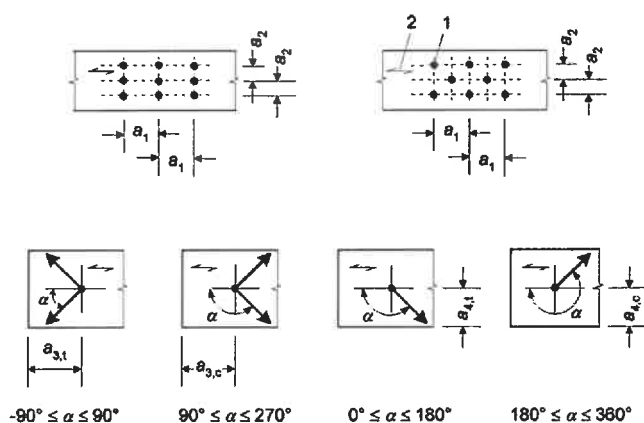 2 1
a2
a2
a2
a2
a1
a1
a1
a1
α
α
α
α
a4,t
a4,c
a3,t
a3,c
-90° ≤ α ≤ 90°
90° ≤ α ≤ 270°
0° ≤ α ≤ 180°
180° ≤ α ≤ 360°